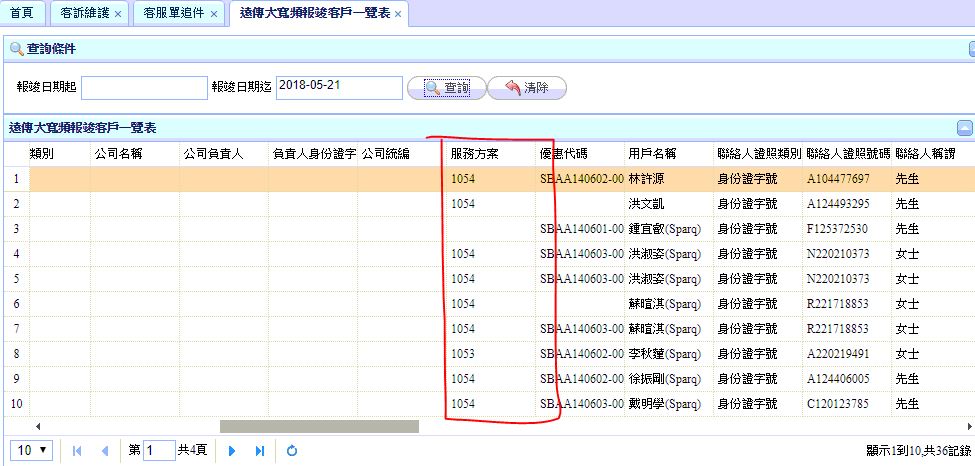 首頁 客訴維護 × 客服單追件 × 遠傳大寬頻報竣客戶一覽表 ×
查詢條件
報竣日期起 報竣日期迄 2018-05-21 查詢 清除
遠傳大寬頻報竣客戶一覽表
類別 公司名稱 公司負責人 負責人身份證字 公司統編 服務方案 優惠代碼 用戶名稱 聯絡人證照類別 聯絡人證照號碼 聯絡人稱謂
1 1054 SBAA140602-00 林許源 身份證字號 A104477697 先生
2 1054 洪文凱 身份證字號 A124493295 先生
3 SBAA140601-00 鍾宜叡(Sparq) 身份證字號 F125372530 先生
4 1054 SBAA140603-00 洪淑姿(Sparq) 身份證字號 N220210373 女士
5 1054 SBAA140603-00 洪淑姿(Sparq) 身份證字號 N220210373 女士
6 1054 蘇暄淇(Sparq) 身份證字號 R221718853 女士
7 1054 SBAA140603-00 蘇暄淇(Sparq) 身份證字號 R221718853 女士
8 1053 SBAA140602-00 李秋蓮(Sparq) 身份證字號 A220219491 女士
9 1054 SBAA140602-00 徐振剛(Sparq) 身份證字號 A124406005 先生
10 1054 SBAA140603-00 戴明學(Sparq) 身份證字號 C120123785 先生
10 第 1 共4頁 顯示1到10,共36記錄